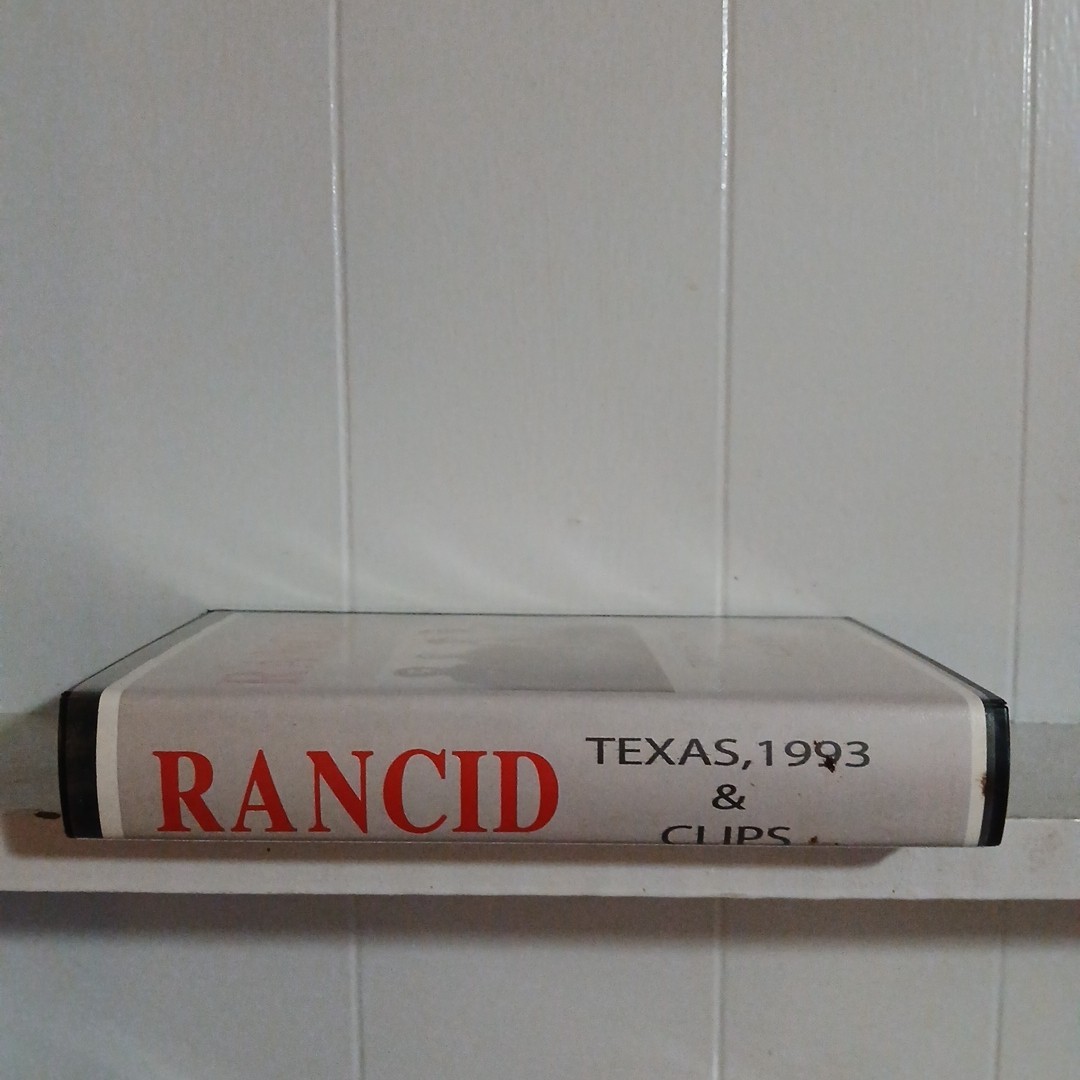 RANCID
TEXAS, 1993
&
CLIPS